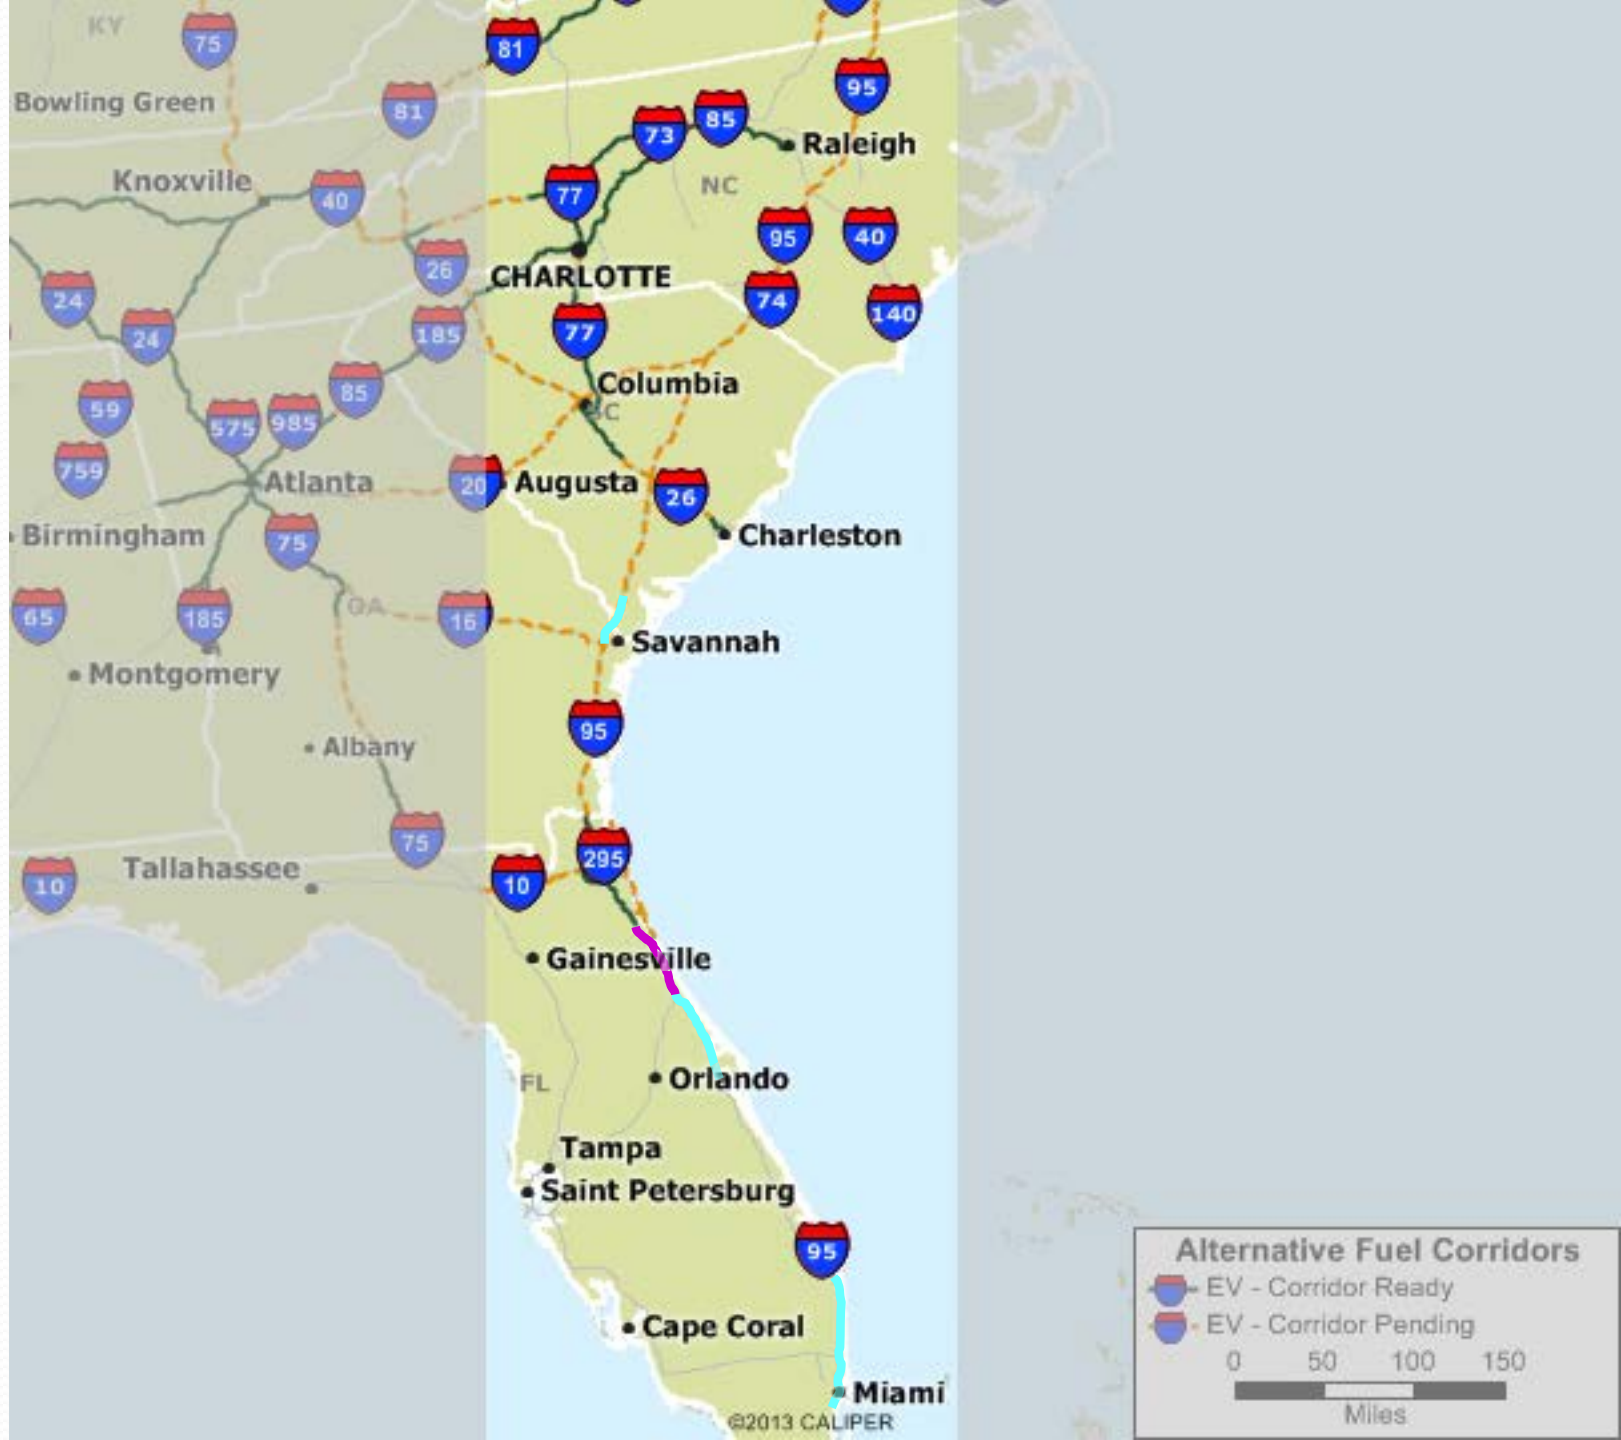 KY
75
81
Bowling Green
81
95
73
85
Raleigh
Knoxville
40
77
NC
95
40
26
CHARLOTTE
24
74
140
24
185
77
Columbia
SC
59
85
575
985
759
Atlanta
20
Augusta
26
Birmingham
75
Charleston
65
185
GA
16
Savannah
Montgomery
95
Albany
75
295
Tallahassee
10
10
Gainesville
FL
Orlando
Tampa
Saint Petersburg
95
Cape Coral
Miami
©2013 CALIPER
Alternative Fuel Corridors
EV - Corridor Ready
EV - Corridor Pending
0 50 100 150
Miles